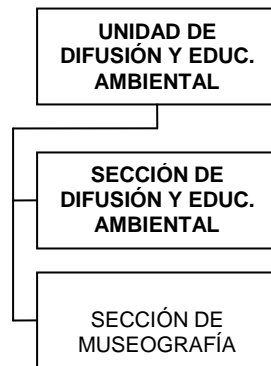 UNIDAD DE
DIFUSIÓN Y EDUC.
AMBIENTAL
SECCIÓN DE
DIFUSIÓN Y EDUC.
AMBIENTAL
SECCIÓN DE
MUSEOGRAFÍA